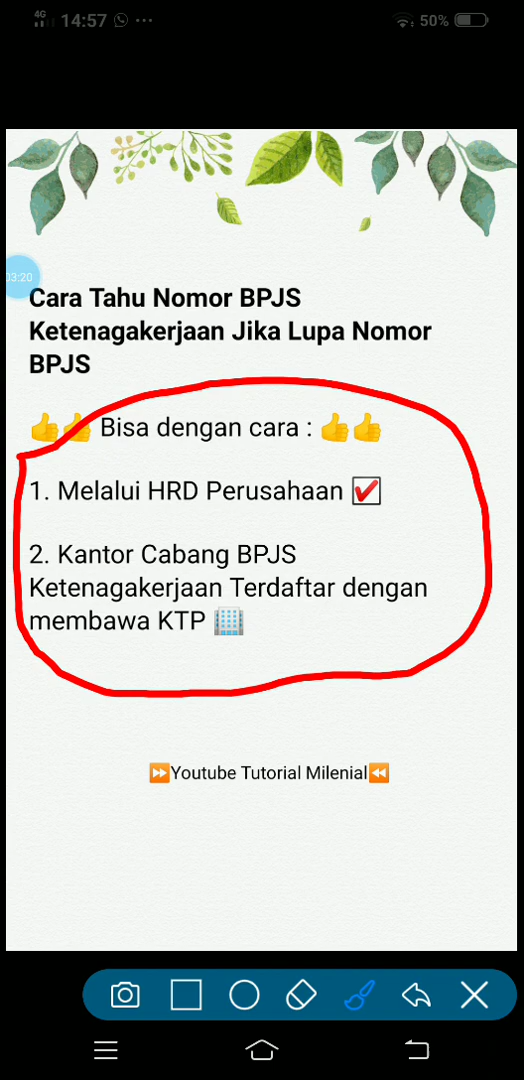 4G 14:57 ... 50%
03:20
Cara Tahu Nomor BPJS
Ketenagakerjaan Jika Lupa Nomor
BPJS
👍👍 Bisa dengan cara : 👍👍
1. Melalui HRD Perusahaan ☑️
2. Kantor Cabang BPJS
Ketenagakerjaan Terdaftar dengan
membawa KTP 🏢
⏩Youtube Tutorial Milenial⏪